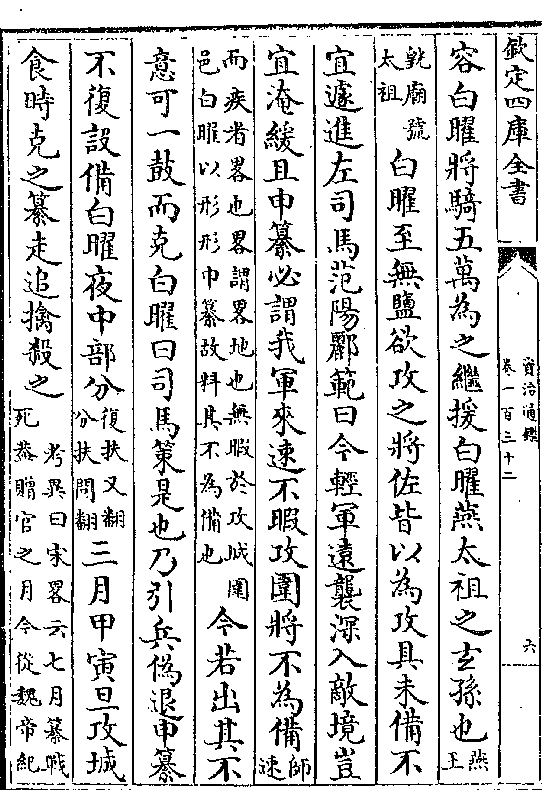 欽定四庫全書
資治通鑑
卷一百三十二
六
容白曜將騎五萬為之繼援白曜燕太祖之玄孫也燕王
皝廟號太祖白曜至無鹽欲攻之將佐皆以為攻具未備不
宜遽進左司馬范陽酈範曰今輕軍遠襲深入敵境豈
宜淹緩且申纂必謂我軍來速不暇攻圍將不為備師速
而疾者畧也畧謂畧地也無暇於攻城圍邑白曜以形形申纂故料其不為備也今若出其不
意可一鼓而克白曜曰司馬策是也乃引兵偽退申纂
不復設備白曜夜中部分復扶又翻分扶問翻三月甲寅旦攻城
食時克之纂走追擒殺之考異曰宋畧云七月纂戰死蓋贈官之月今從魏帝紀